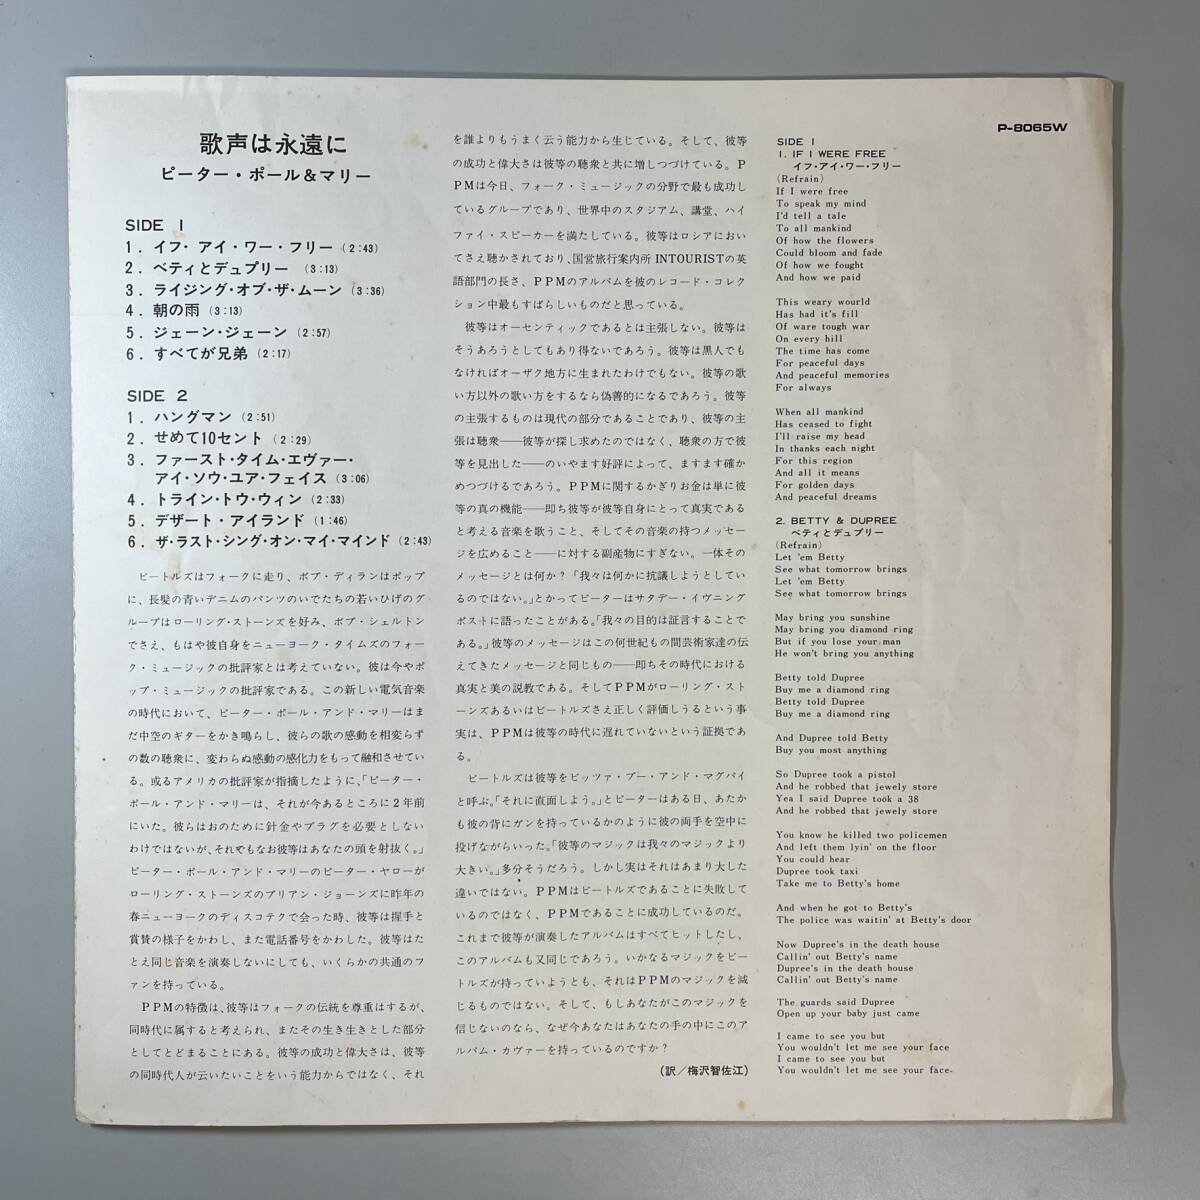 歌声は永遠に
ピーター・ポール&マリー
SIDE 1
1. イフ・アイ・ワー・フリー (2:43)
2. ベティとデュプリー (3:13)
3. ライジング・オブ・ザ・ムーン (3:36)
4. 朝の雨 (3:13)
5. ジェーン・ジェーン (2:57)
6. すべてが兄弟 (2:17)
SIDE 2
1. ハングマン (2:51)
2. せめて10セント (2:29)
3. ファースト・タイム・エヴァー・
アイ・ソウ・ユア・フェイス (3:06)
4. トライン・トウ・ウィン (2:33)
5. デザート・アイランド (1:46)
6. ザ・ラスト・シング・オン・マイ・マインド (2:43)
ビートルズはフォークに走り、ボブ・ディランはポップ
に、長髪の青いデニムのパンツのいでたちの若いひげのグ
ループはローリング・ストーンズを好み、ボブ・シェルトン
でさえ、もはや彼自身をニューヨーク・タイムズのフォー
ク・ミュージックの批評家とは考えていない。彼は今やポ
ップ・ミュージックの批評家である。この新しい電気音楽
の時代において、ピーター・ポール・アンド・マリーはま
だ中空のギターをかき鳴らし、彼らの歌の感動を相変らず
の数の聴衆に、変わらぬ感動の感化力をもって融和させてい
る。或るアメリカの批評家が指摘したように、「ピーター・
ポール・アンド・マリーは、それが今あるところに2年前
にいた。彼らはおのために針金やプラグを必要としない
わけではないが、それでもなお彼等はあなたの頭を射抜く。」
ピーター・ポール・アンド・マリーのピーター・ヤローが
ローリング・ストーンズのブリアン・ジョーンズに昨年の
春ニューヨークのディスコテクで会った時、彼等は握手と
賞賛の様子をかわし、また電話番号をかわした。彼等はた
とえ同じ音楽を演奏しないにしても、いくらかの共通のフ
ァンを持っている。
PPMの特徴は、彼等はフォークの伝統を尊重はするが、
同時代に属すると考えられ、またその生き生きとした部分
としてとどまることにある。彼等の成功と偉大さは、彼等
の同時代人が云いたいことをいう能力からではなく、それ
を誰よりもうまく云う能力から生じている。そして、彼等
の成功と偉大さは彼等の聴衆と共に増しつづけている。P
PMは今日、フォーク・ミュージックの分野で最も成功し
ているグループであり、世界中のスタジアム、講堂、ハイ
ファイ・スピーカーを満たしている。彼等はロシアにおい
てさえ聴かされており、国営旅行案内所 INTOURISTの英
語部門の長さ、PPMのアルバムを彼のレコード・コレク
ション中最もすばらしいものだと思っている。
彼等はオーセンティックであるとは主張しない。彼等は
そうあろうとしてもあり得ないであろう。彼等は黒人でも
なければオーザク地方に生まれたわけでもない。彼等の歌
い方以外の歌い方をするなら偽善的になるであろう。彼等
の主張するものは現代の部分であることであり、彼等の主
張は聴衆――彼等が探し求めたのではなく、聴衆の方で彼
等を見出した――のいやます好評によって、ますます確か
めつづけるであろう。PPMに関するかぎりお金は単に彼
等の真の機能――即ち彼等が彼等自身にとって真実である
と考える音楽を歌うこと、そしてその音楽の持つメッセー
ジを広めること――に対する副産物にすぎない。一体その
メッセージとは何か?「我々は何かに抗議しようとしてい
るのではない。」とかってピーターはサタデー・イヴニング
ポストに語ったことがある。「我々の目的は証言することで
ある。」彼等のメッセージはこの何世紀もの間芸術家達の伝
えてきたメッセージと同じもの――即ちその時代における
真実と美の説教である。そしてPPMがローリング・スト
ーンズあるいはビートルズさえ正しく評価しうるという事
実は、PPMは彼等の時代に遅れていないという証拠であ
る。
ビートルズは彼等をピッツァ・プー・アンド・マグパイ
と呼ぶ。「それに直面しよう。」とピーターはある日、あたか
も彼の背にガンを持っているかのように彼の両手を空中に
投げながらいった。「彼等のマジックは我々のマジックより
大きい。」多分そうだろう。しかし実はそれはあまり大した
違いではない。PPMはビートルズであることに失敗して
いるのではなく、PPMであることに成功しているのだ。
これまで彼等が演奏したアルバムはすべてヒットしたし、
このアルバムも又同じであろう。いかなるマジックをビー
トルズが持っていようとも、それはPPMのマジックを減
じるものではない。そして、もしあなたがこのマジックを
信じないのなら、なぜ今あなたはあなたの手の中にこのア
ルバム・カヴァーを持っているのですか?
(訳/梅沢智佐江)
P-8065W
SIDE 1
1. IF I WERE FREE
イフ・アイ・ワー・フリー
(Refrain)
If I were free
To speak my mind
I'd tell a tale
To all mankind
Of how the flowers
Could bloom and fade
Of how we fought
And how we paid

This weary wourld
Has had it's fill
Of ware tough war
On every hill
The time has come
For peaceful days
And peaceful memories
For always

When all mankind
Has ceased to fight
I'll raise my head
In thanks each night
For this region
And all it means
For golden days
And peaceful dreams

2. BETTY & DUPREE
ベティとデュプリー
(Refrain)
Let 'em Betty
See what tomorrow brings
Let 'em Betty
See what tomorrow brings

May bring you sunshine
May bring you diamond ring
But if you lose your man
He won't bring you anything

Betty told Dupree
Buy me a diamond ring
Betty told Dupree
Buy me a diamond ring

And Dupree told Betty
Buy you most anything

So Dupree took a pistol
And he robbed that jewely store
Yea I said Dupree took a 38
And he robbed that jewely store

You know he killed two policemen
And left them lyin' on the floor
You could hear
Dupree took taxi
Take me to Betty's home

And when he got to Betty's
The police was waitin' at Betty's door

Now Dupree's in the death house
Callin' out Betty's name
Dupree's in the death house
Callin' out Betty's name

The guards said Dupree
Open up your baby just came

I came to see you but
You wouldn't let me see your face
I came to see you but
You wouldn't let me see your face.